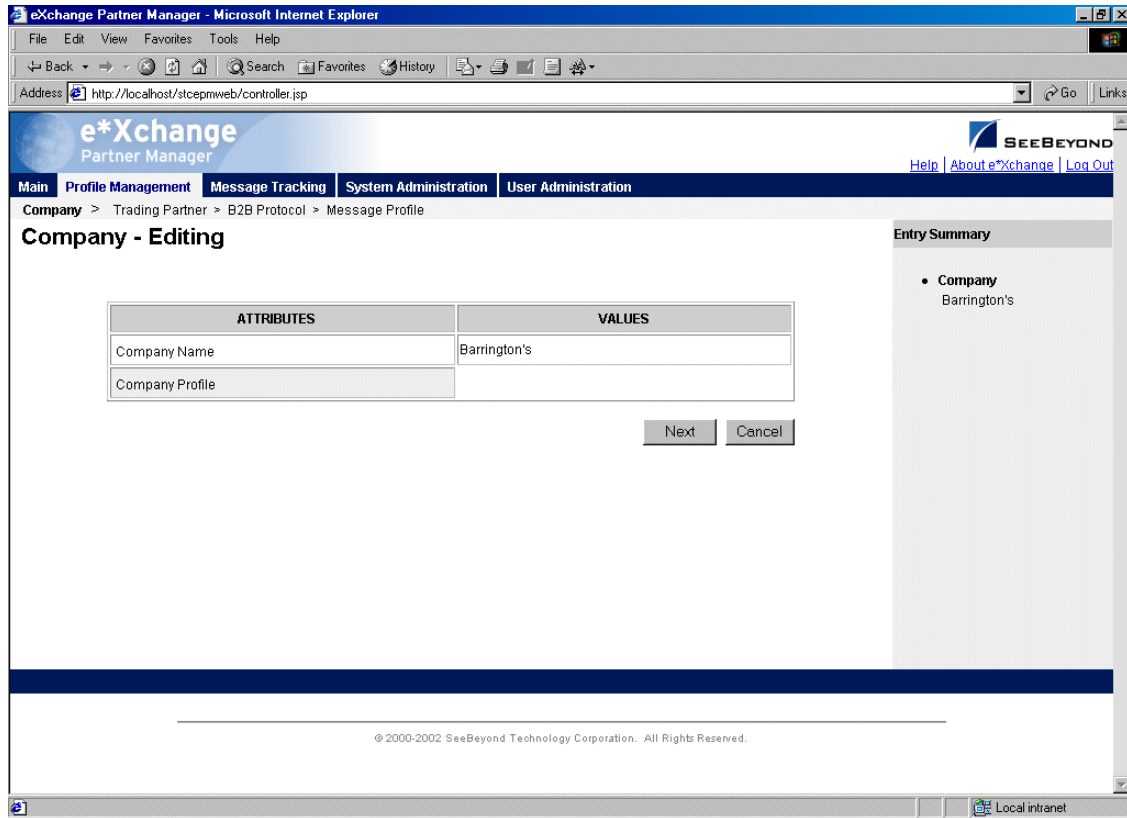 eXchange Partner Manager - Microsoft Internet Explorer
File Edit View Favorites Tools Help
Back Search Favorites History
Address http://localhost/stcepmweb/controller.jsp Go Links
e*Xchange
Partner Manager
SEEBEYOND
Help | About e*Xchange | Log Out
Main Profile Management Message Tracking System Administration User Administration
Company > Trading Partner > B2B Protocol > Message Profile
Company - Editing
Entry Summary
• Company
Barrington's
ATTRIBUTES VALUES
Company Name Barrington's
Company Profile
Next Cancel
© 2000-2002 SeeBeyond Technology Corporation. All Rights Reserved.
Local intranet